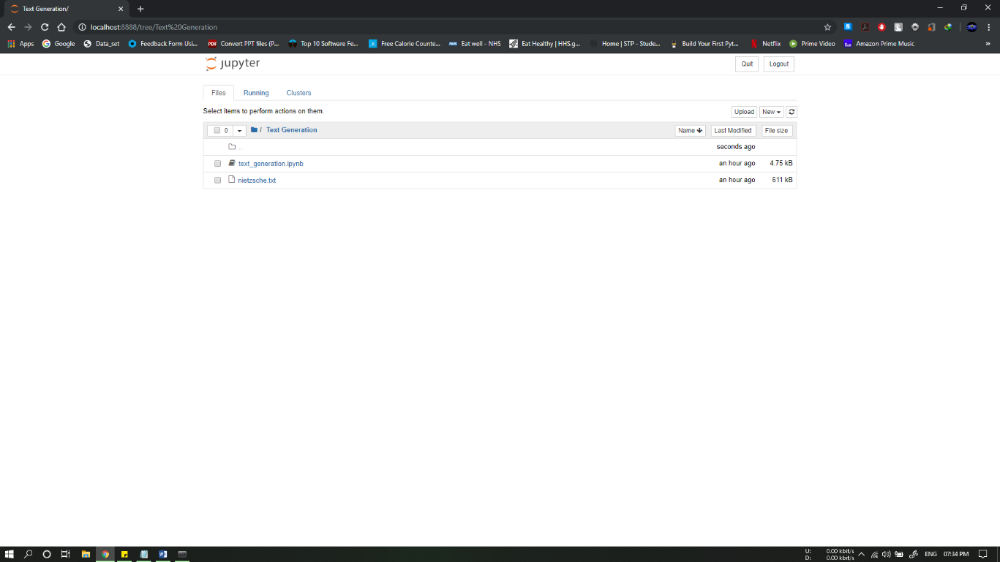 Text Generation/
localhost:8888/tree/Text%20Generation
Apps Google Data_set Feedback Form Usi... PDF Convert PPT files (P... Top 10 Software Fe... Free Calorie Counte... NHS Eat well - NHS Eat Healthy | HHS.g... Home | STP - Stude... Build Your First Pyt... Netflix Prime Video Amazon Prime Music »
jupyter Quit Logout
Files Running Clusters
Select items to perform actions on them. Upload New
0 / Text Generation Name Last Modified File size
.. seconds ago
text_generation.ipynb an hour ago 4.75 kB
nietzsche.txt an hour ago 611 kB
U: 0.00 kbit/s
D: 0.00 kbit/s
ENG 07:34 PM